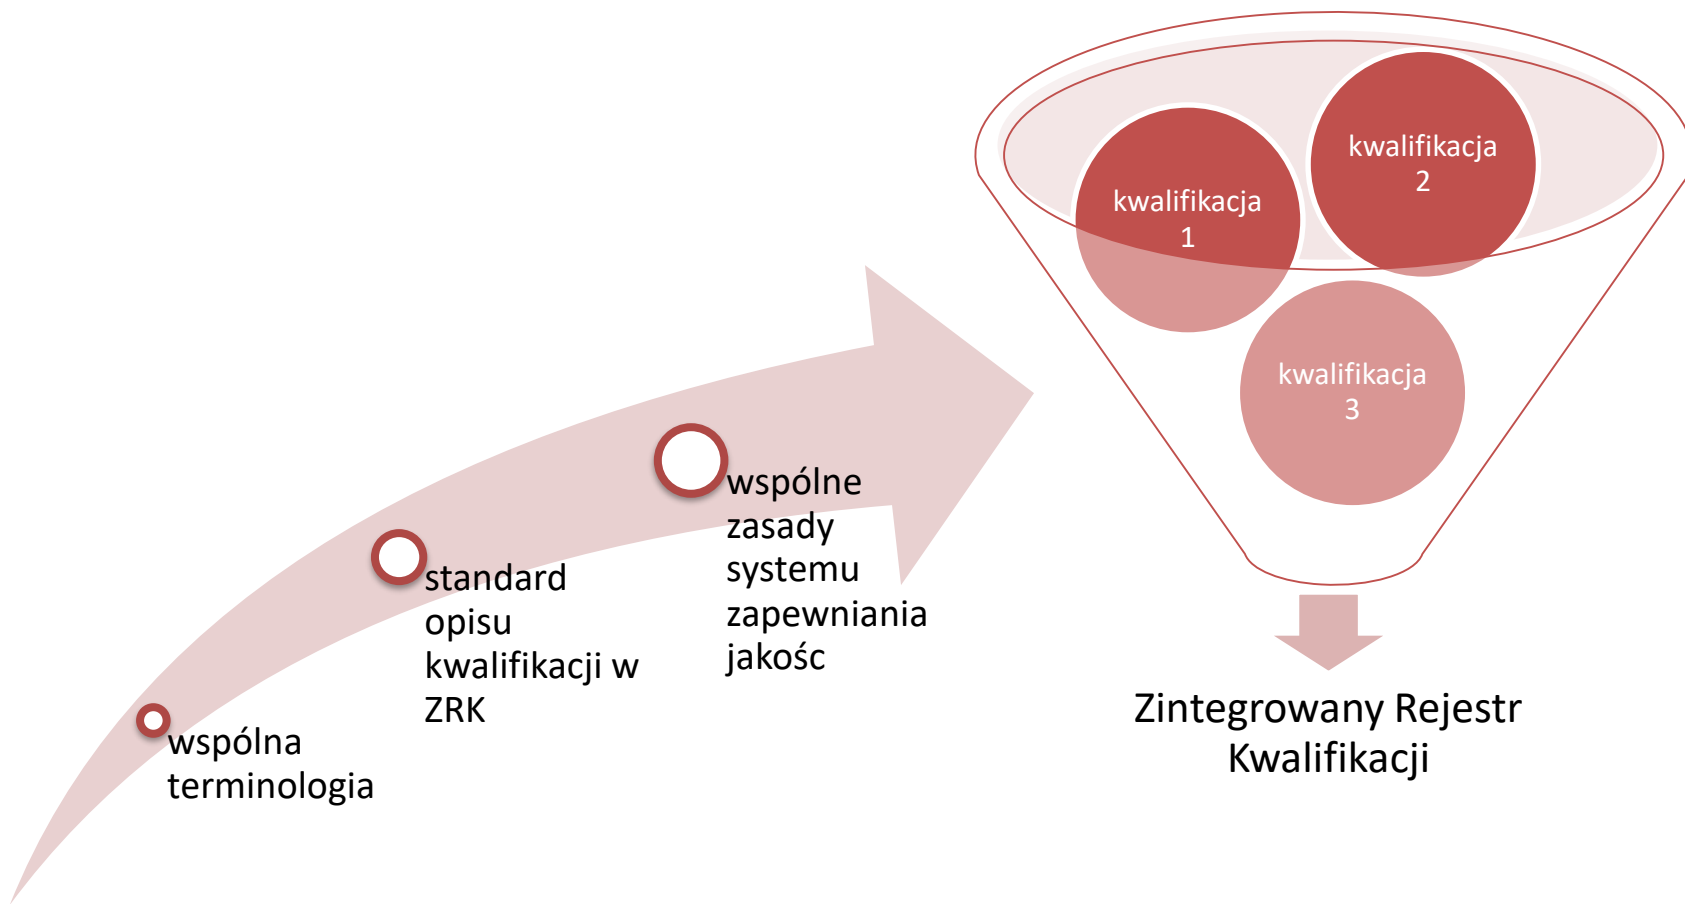 wspólna
terminologia
standard
opisu
kwalifikacji w
ZRK
wspólne
zasady
systemu
zapewniania
jakośc
kwalifikacja
1
kwalifikacja
2
kwalifikacja
3
Zintegrowany Rejestr
Kwalifikacji